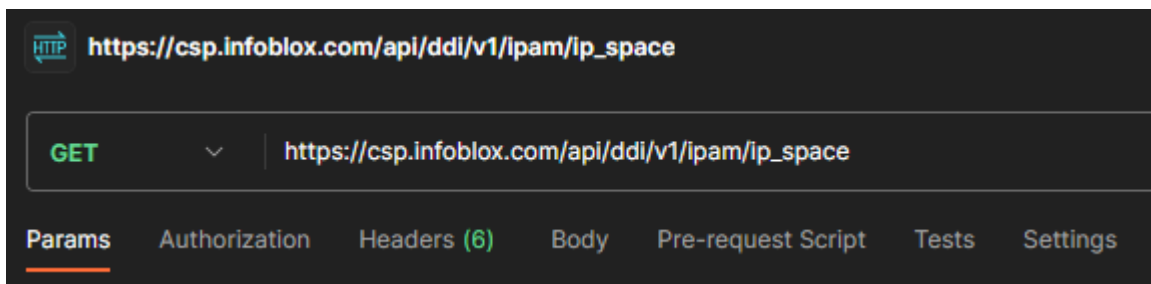 HTTP https://csp.infoblox.com/api/ddi/v1/ipam/ip_space
GET https://csp.infoblox.com/api/ddi/v1/ipam/ip_space
Params Authorization Headers (6) Body Pre-request Script Tests Settings